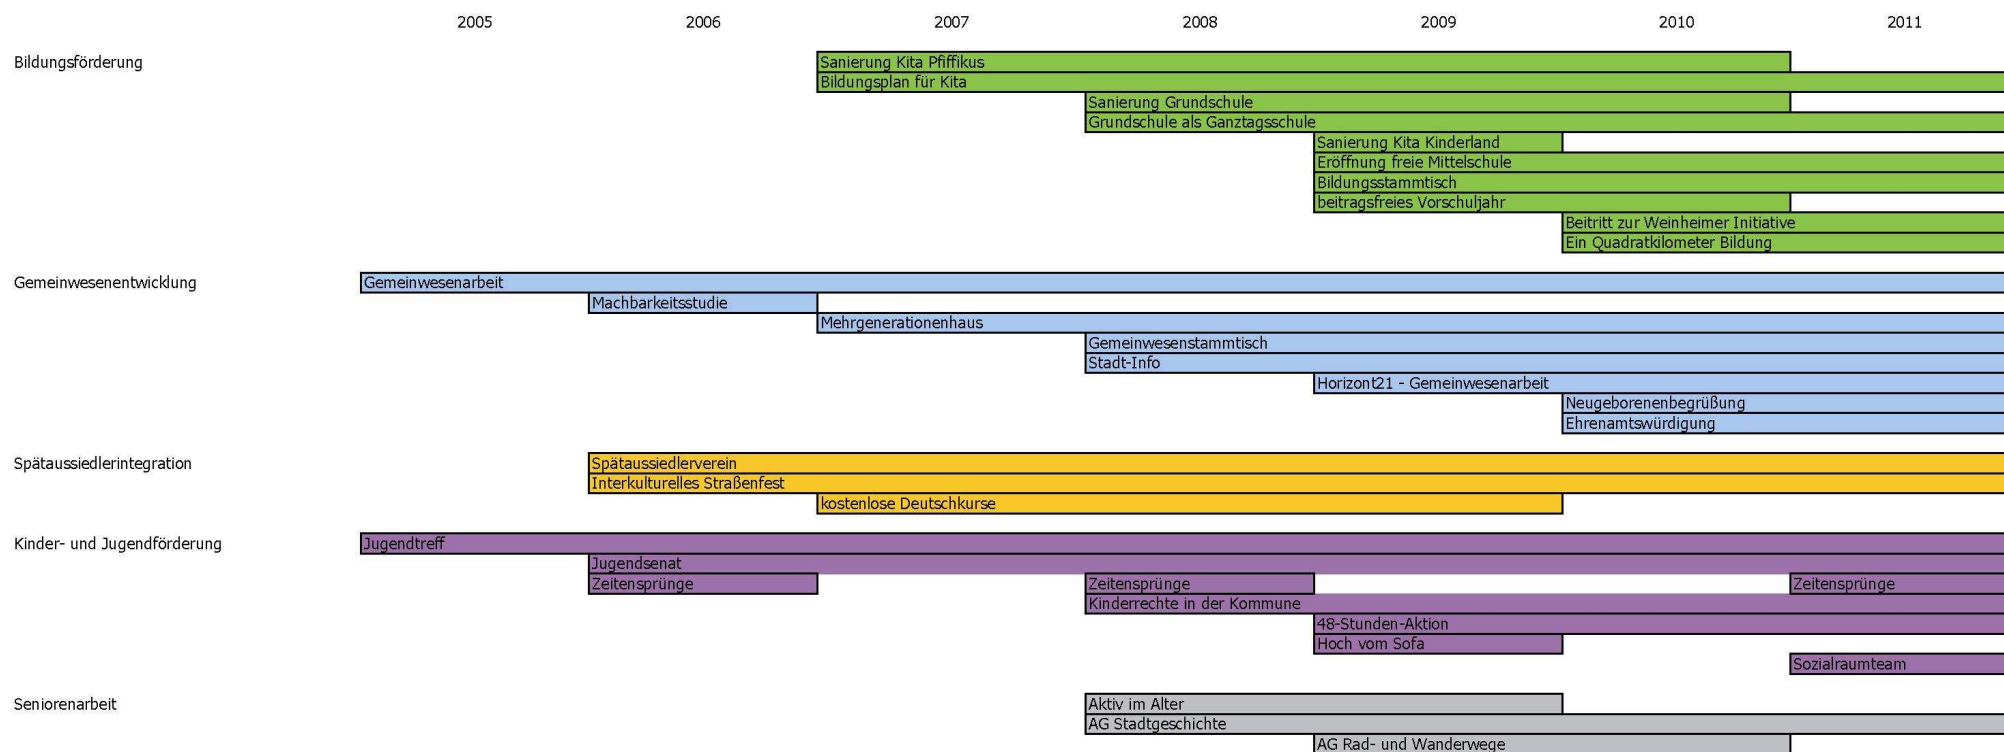 2005 2006 2007 2008 2009 2010 2011
Bildungsförderung Sanierung Kita Pfiffikus
Bildungsplan für Kita
Sanierung Grundschule
Grundschule als Ganztagsschule
Sanierung Kita Kinderland
Eröffnung freie Mittelschule
Bildungsstammtisch
beitragsfreies Vorschuljahr
Beitritt zur Weinheimer Initiative
Ein Quadratkilometer Bildung
Gemeinwesenentwicklung Gemeinwesenarbeit
Machbarkeitsstudie
Mehrgenerationenhaus
Gemeinwesenstammtisch
Stadt-Info
Horizont21 - Gemeinwesenarbeit
Neugeborenenbegrüßung
Ehrenamtswürdigung
Spätaussiedlerintegration Spätaussiedlerverein
Interkulturelles Straßenfest
kostenlose Deutschkurse
Kinder- und Jugendförderung Jugendtreff
Jugendsenat
Zeitensprünge Zeitensprünge Zeitensprünge
Kinderrechte in der Kommune
48-Stunden-Aktion
Hoch vom Sofa
Sozialraumteam
Seniorenarbeit Aktiv im Alter
AG Stadtgeschichte
AG Rad- und Wanderwege